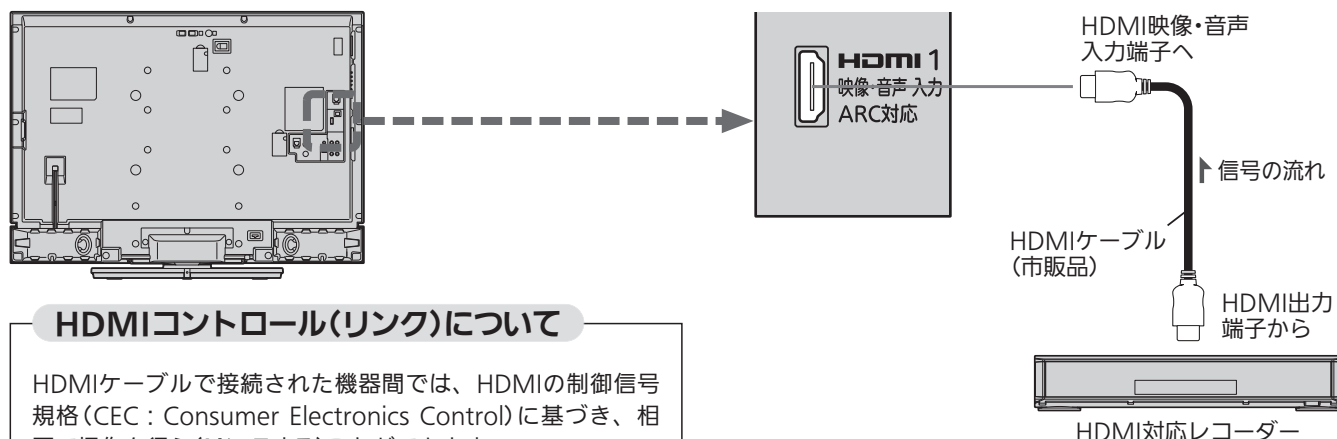 HDMI 1
映像・音声 入力
ARC対応
HDMI映像・音声
入力端子へ
信号の流れ
HDMIケーブル
（市販品）
HDMI出力
端子から
HDMI対応レコーダー
HDMIコントロール（リンク）について
HDMIケーブルで接続された機器間では、HDMIの制御信号
規格（CEC：Consumer Electronics Control）に基づき、相